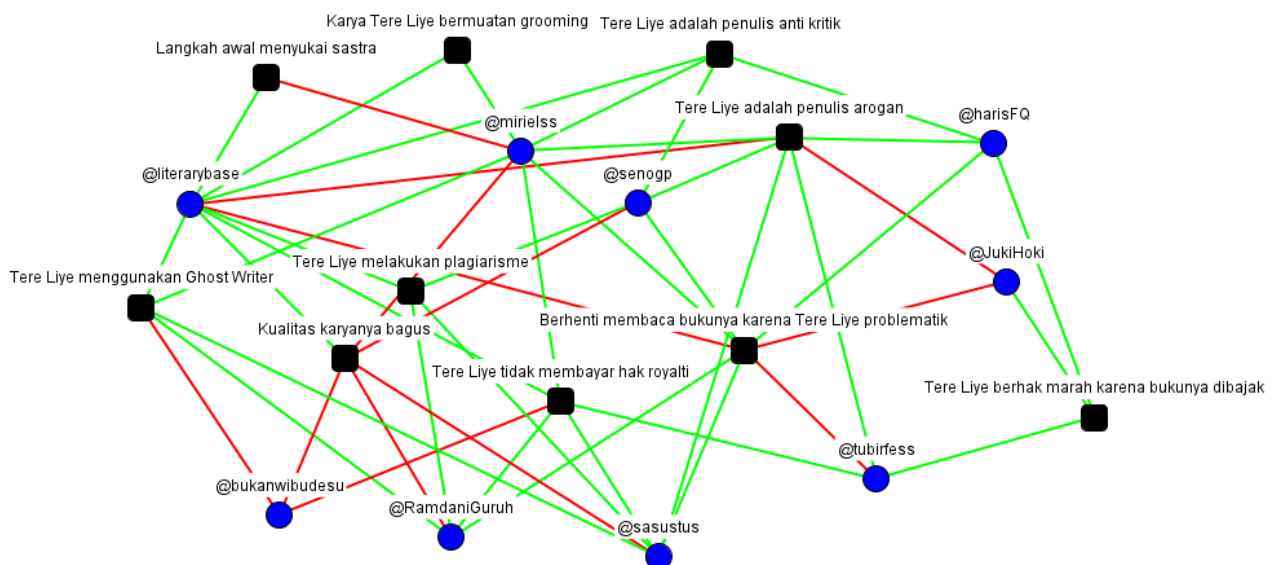 Karya Tere Liye bermuatan grooming
Tere Liye adalah penulis anti kritik
Langkah awal menyukai sastra
Tere Liye adalah penulis arogan
@harisFQ
@mirielss
@literarybase
@senogp
@JukiHoki
Tere Liye melakukan plagiarisme
Tere Liye menggunakan Ghost Writer
Berhenti membaca bukunya karena Tere Liye problematik
Kualitas karyanya bagus
Tere Liye tidak membayar hak royalti
Tere Liye berhak marah karena bukunya dibajak
@tubirfess
@bukanwibudesu
@RamdaniGuruh
@sasustus